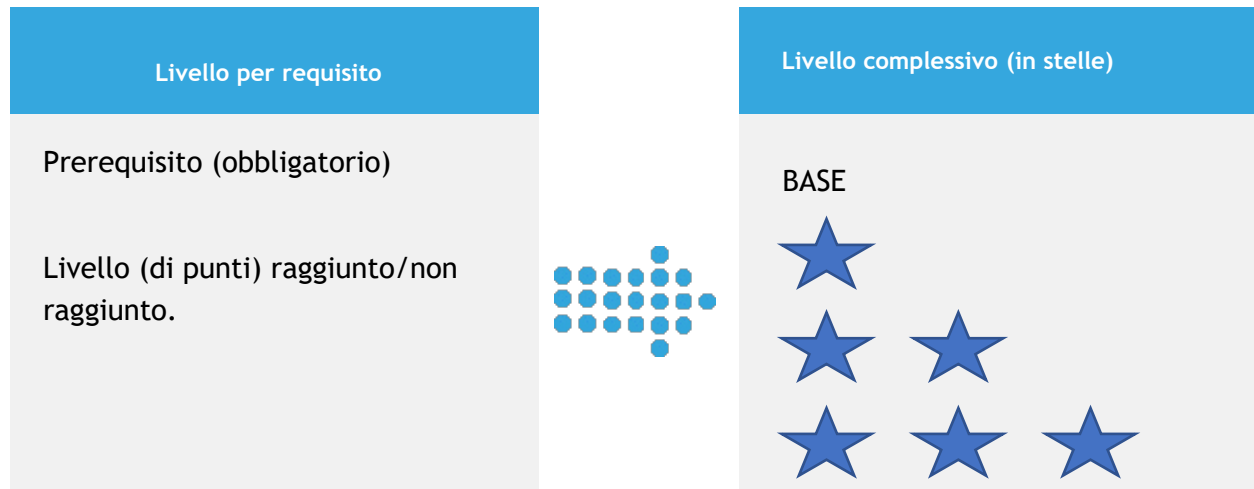 Livello per requisito
Prerequisito (obbligatorio)
Livello (di punti) raggiunto/non
raggiunto.
Livello complessivo (in stelle)
BASE